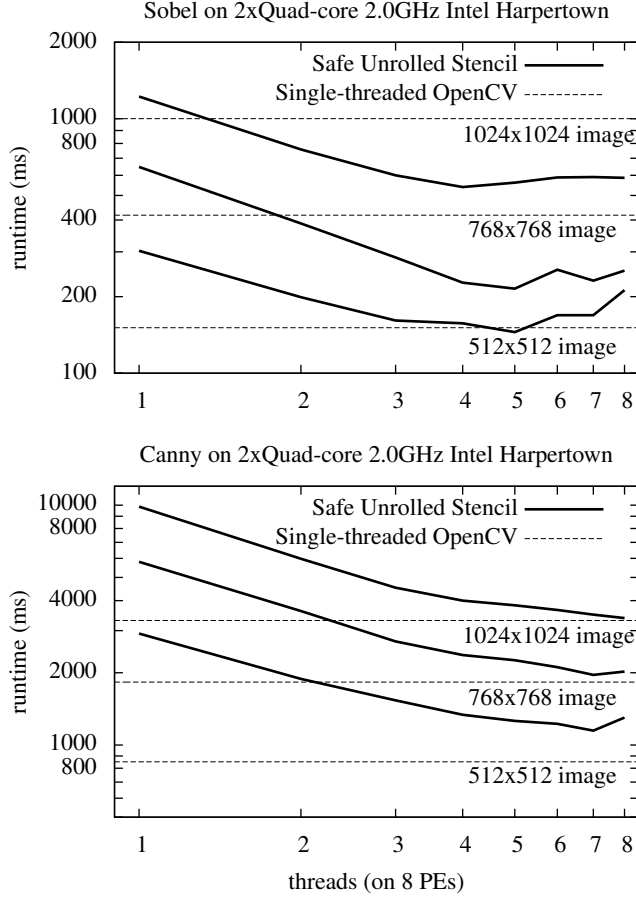 Sobel on 2xQuad-core 2.0GHz Intel Harpertown
2000
1000
800
400
200
100
runtime (ms)
Safe Unrolled Stencil
Single-threaded OpenCV
1024x1024 image
768x768 image
512x512 image
1 2 3 4 5 6 7 8
Canny on 2xQuad-core 2.0GHz Intel Harpertown
10000
8000
4000
2000
1000
800
runtime (ms)
Safe Unrolled Stencil
Single-threaded OpenCV
1024x1024 image
768x768 image
512x512 image
1 2 3 4 5 6 7 8
threads (on 8 PEs)